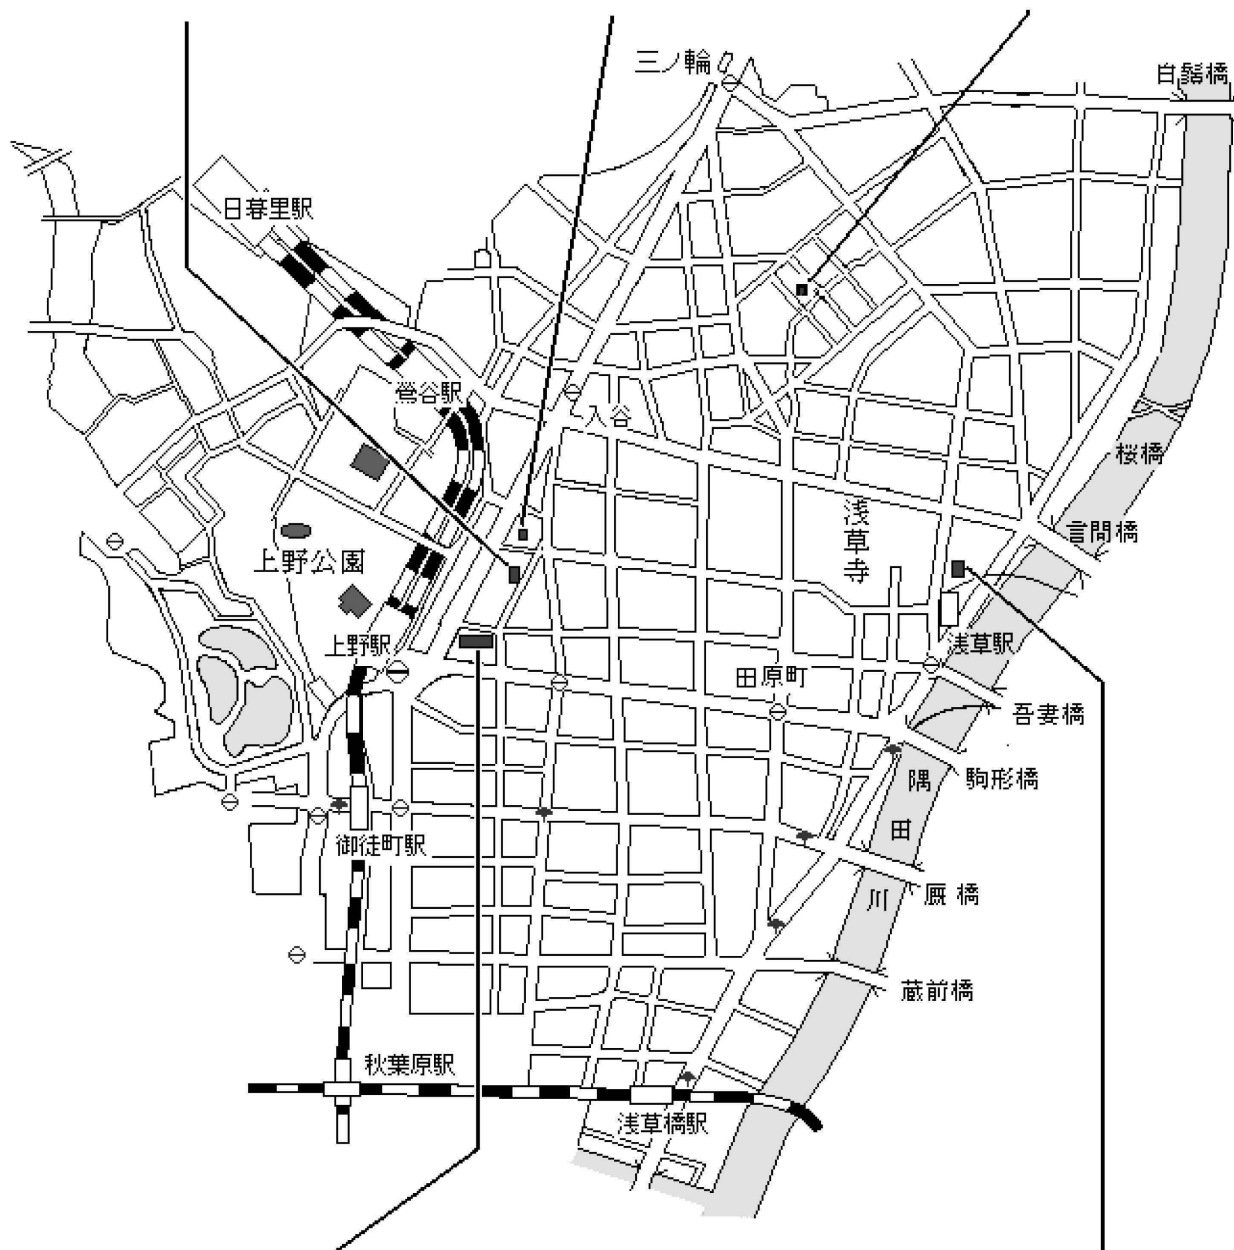 三ノ輪
白鬚橋
日暮里駅
鶯谷駅
入谷
桜橋
浅草寺
言問橋
上野公園
上野駅
浅草駅
田原町
吾妻橋
駒形橋
隅田川
御徒町駅
厩橋
蔵前橋
秋葉原駅
浅草橋駅